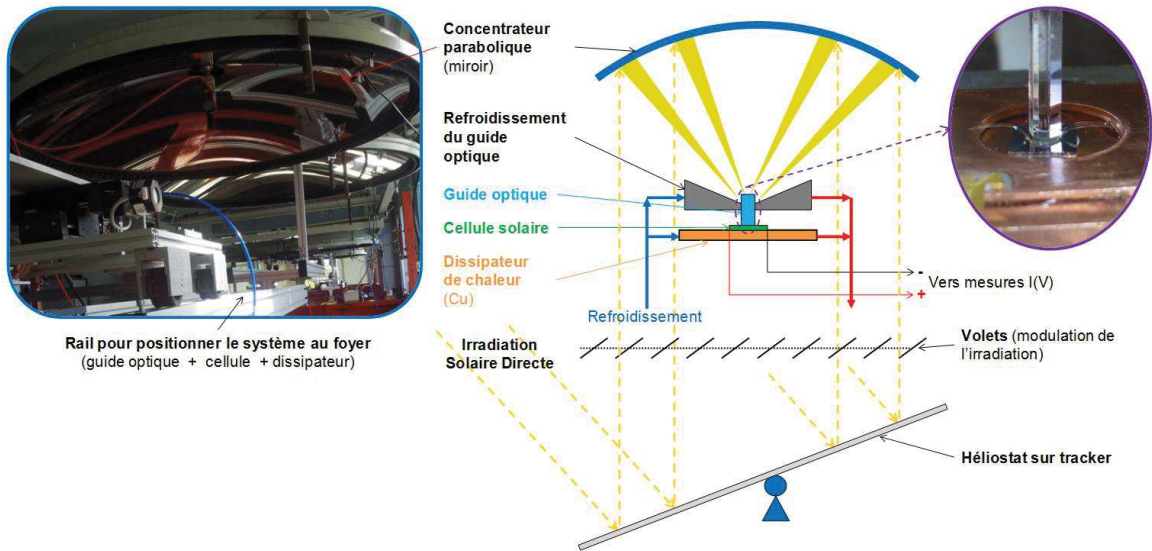 Concentrateur
parabolique
(miroir)
Refroidissement
du guide
optique
Guide optique
Cellule solaire
Dissipateur
de chaleur
(Cu)
Refroidissement
-
Vers mesures I(V)
+
Rail pour positionner le système au foyer
(guide optique + cellule + dissipateur)
Irradiation
Solaire Directe
Volets (modulation de
l'irradiation)
Héliostat sur tracker